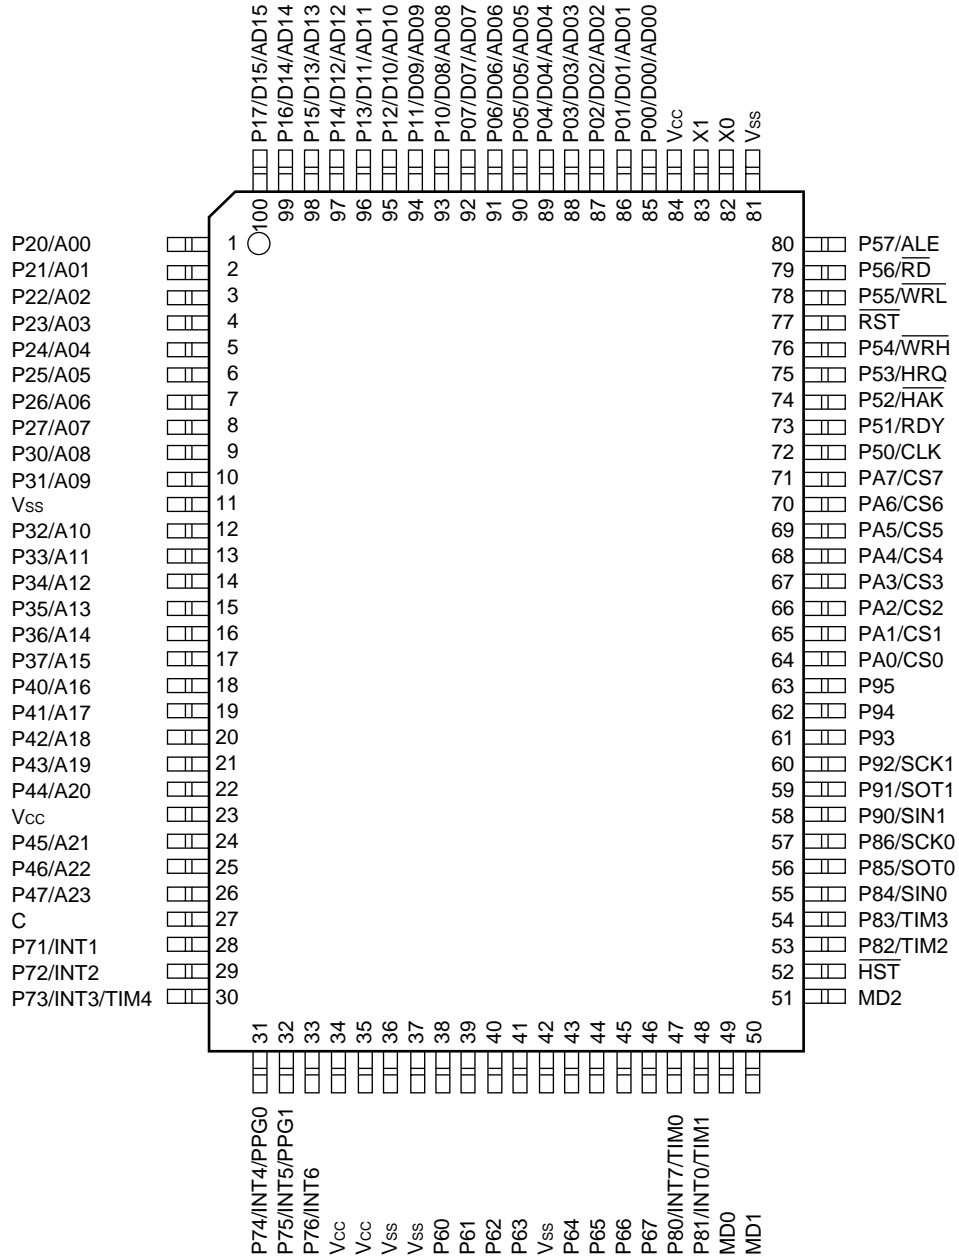 P17/D15/AD15
P16/D14/AD14
P15/D13/AD13
P14/D12/AD12
P13/D11/AD11
P12/D10/AD10
P11/D09/AD09
P10/D08/AD08
P07/D07/AD07
P06/D06/AD06
P05/D05/AD05
P04/D04/AD04
P03/D03/AD03
P02/D02/AD02
P01/D01/AD01
P00/D00/AD00
Vcc
X1
X0
Vss
100
99
98
97
96
95
94
93
92
91
90
89
88
87
86
85
84
83
82
81
P20/A00 1
P21/A01 2
P22/A02 3
P23/A03 4
P24/A04 5
P25/A05 6
P26/A06 7
P27/A07 8
P30/A08 9
P31/A09 10
Vss 11
P32/A10 12
P33/A11 13
P34/A12 14
P35/A13 15
P36/A14 16
P37/A15 17
P40/A16 18
P41/A17 19
P42/A18 20
P43/A19 21
P44/A20 22
Vcc 23
P45/A21 24
P46/A22 25
P47/A23 26
C 27
P71/INT1 28
P72/INT2 29
P73/INT3/TIM4 30
80 P57/ALE
79 P56/R̅D̅
78 P55/W̅R̅L̅
77 R̅S̅T̅
76 P54/W̅R̅H̅
75 P53/HRQ
74 P52/H̅A̅K̅
73 P51/RDY
72 P50/CLK
71 PA7/CS7
70 PA6/CS6
69 PA5/CS5
68 PA4/CS4
67 PA3/CS3
66 PA2/CS2
65 PA1/CS1
64 PA0/CS0
63 P95
62 P94
61 P93
60 P92/SCK1
59 P91/SOT1
58 P90/SIN1
57 P86/SCK0
56 P85/SOT0
55 P84/SIN0
54 P83/TIM3
53 P82/TIM2
52 H̅S̅T̅
51 MD2
31
32
33
34
35
36
37
38
39
40
41
42
43
44
45
46
47
48
49
50
P74/INT4/PPG0
P75/INT5/PPG1
P76/INT6
Vcc
Vcc
Vss
Vss
P60
P61
P62
P63
Vss
P64
P65
P66
P67
P80/INT7/TIM0
P81/INT0/TIM1
MD0
MD1